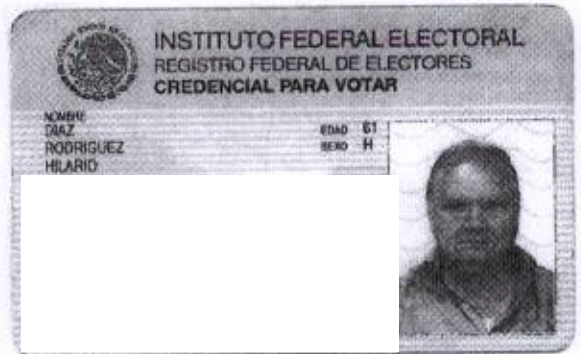 INSTITUTO FEDERAL ELECTORAL
REGISTRO FEDERAL DE ELECTORES
CREDENCIAL PARA VOTAR
NOMBRE
DIAZ
RODRIGUEZ
HILARIO
EDAD 61
SEXO H